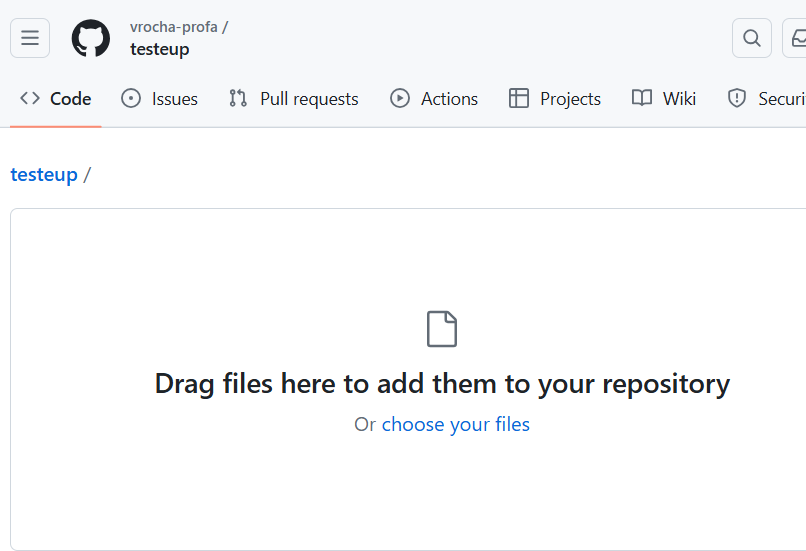 vrocha-profa /
testeup
Code Issues Pull requests Actions Projects Wiki Securi
testeup /
Drag files here to add them to your repository
Or choose your files